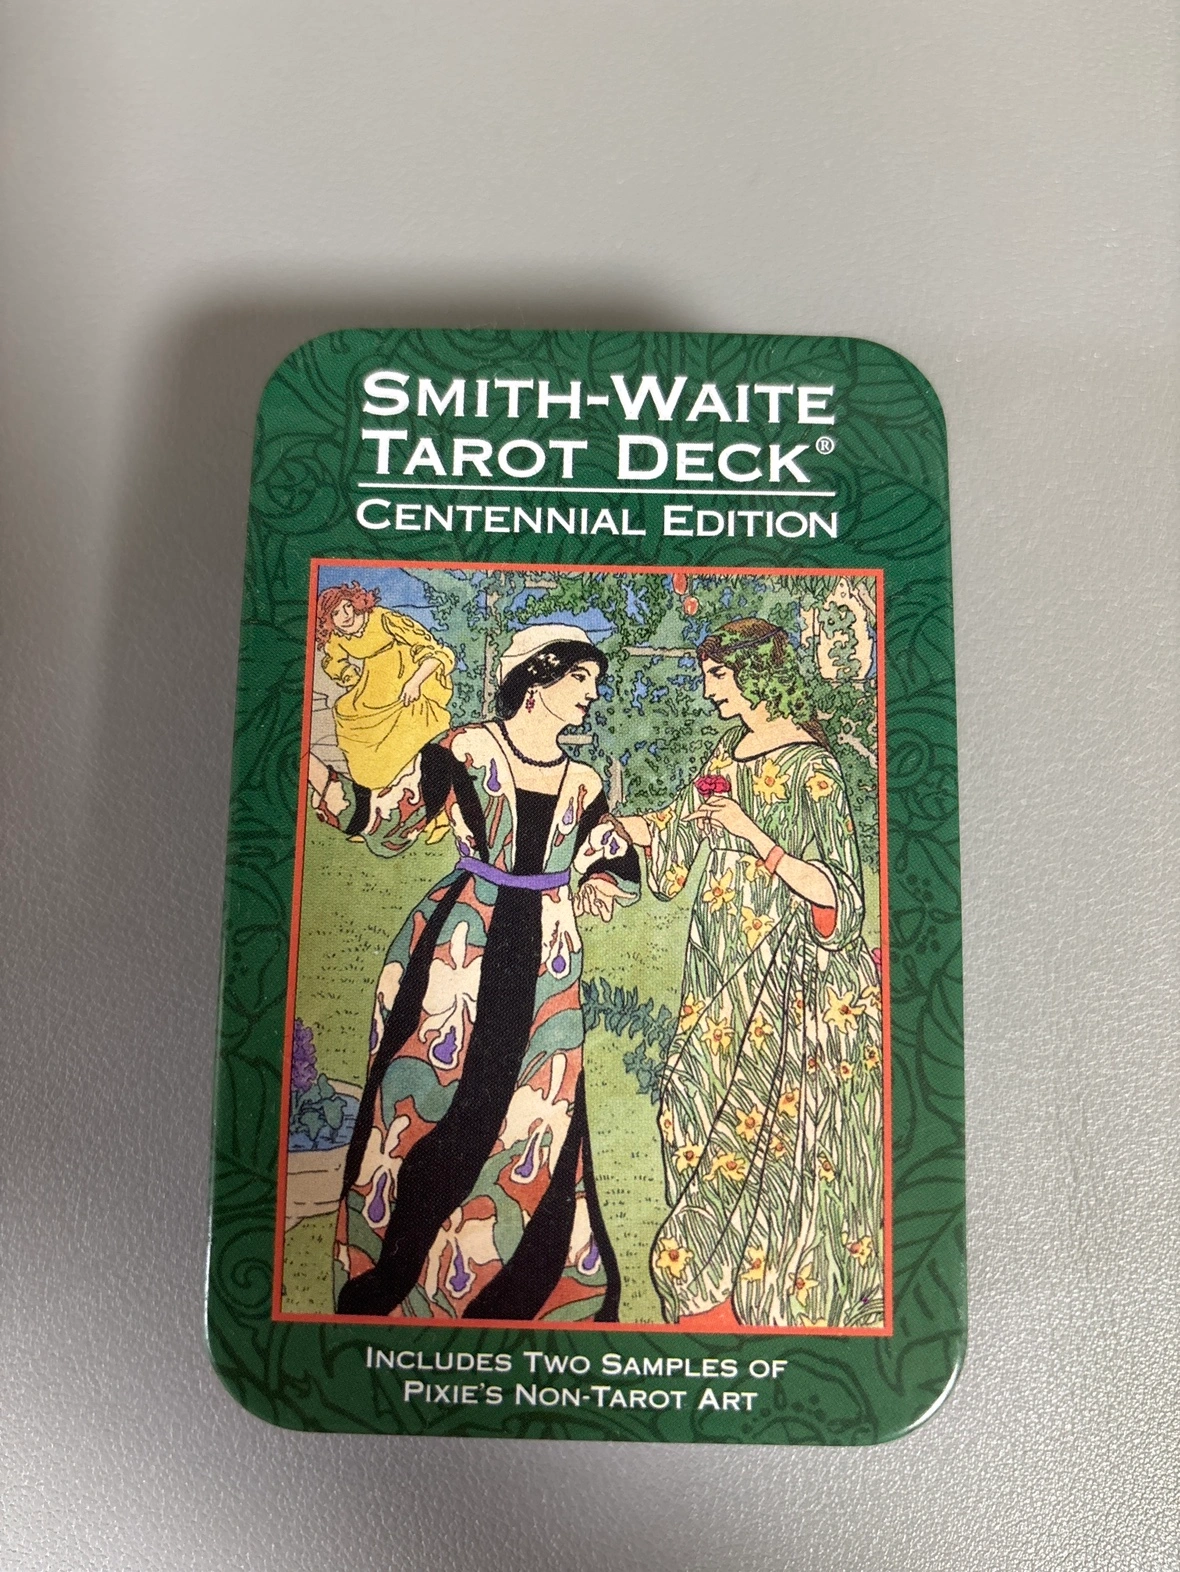 SMITH-WAITE
TAROT DECK®
CENTENNIAL EDITION
INCLUDES TWO SAMPLES OF
PIXIE'S NON-TAROT ART